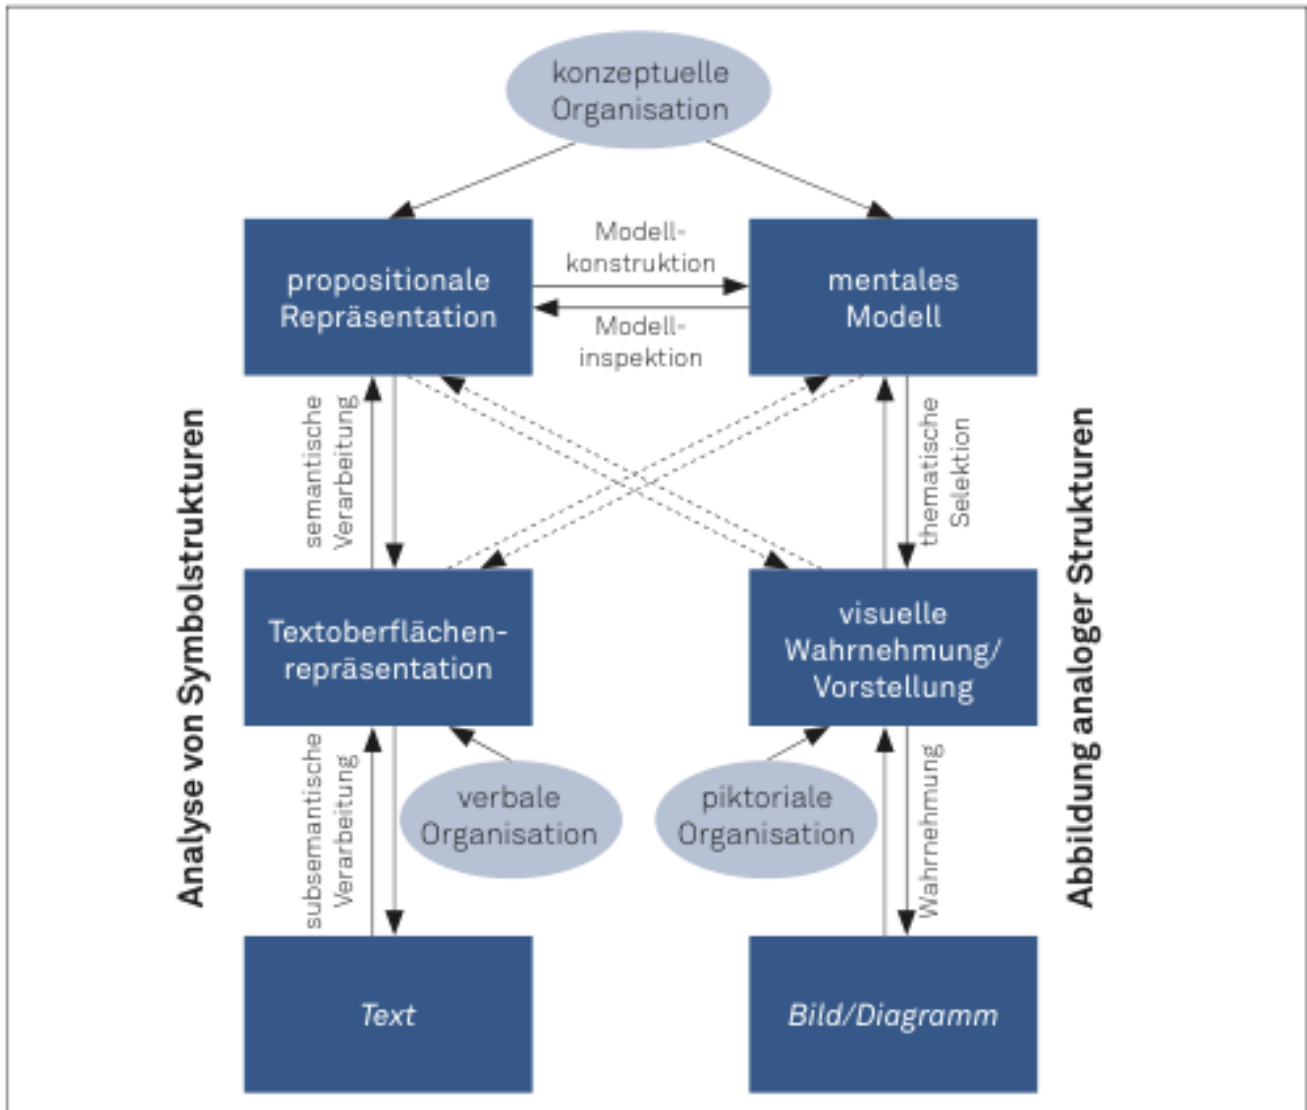 konzeptuelle
Organisation
propositionale
Repräsentation
Modell-
konstruktion
Modell-
inspektion
mentales
Modell
Analyse von Symbolstrukturen
semantische
Verarbeitung
thematische
Selektion
Abbildung analoger Strukturen
Textoberflächen-
repräsentation
visuelle
Wahrnehmung/
Vorstellung
subsemantische
Verarbeitung
verbale
Organisation
piktoriale
Organisation
Wahrnehmung
Text
Bild/Diagramm